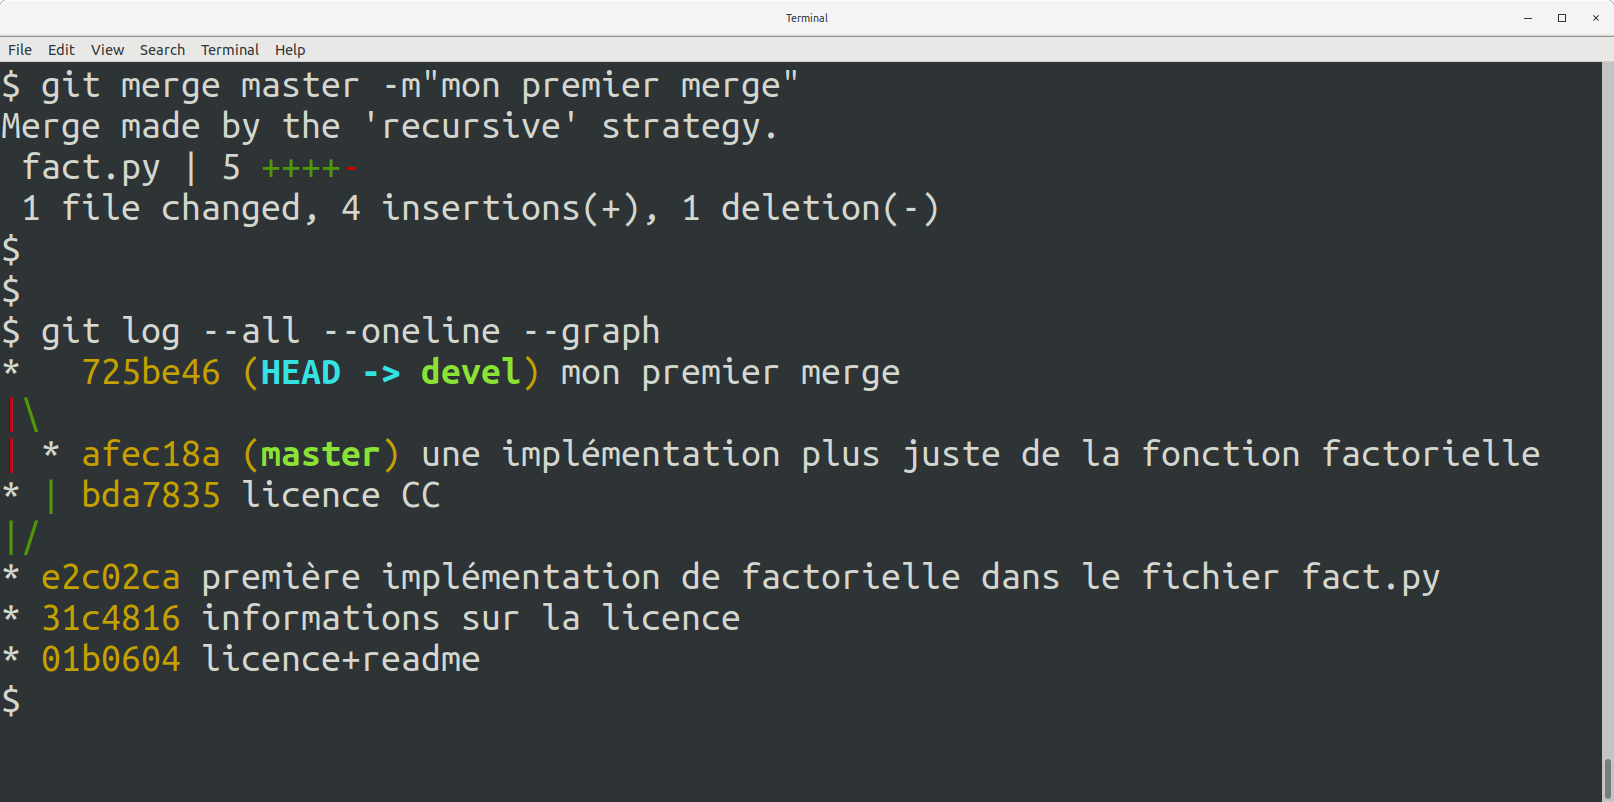 Terminal
File Edit View Search Terminal Help
$ git merge master -m"mon premier merge"
Merge made by the 'recursive' strategy.
 fact.py | 5 ++++-
 1 file changed, 4 insertions(+), 1 deletion(-)
$
$
$ git log --all --oneline --graph
*   725be46 (HEAD -> devel) mon premier merge
|\
| * afec18a (master) une implémentation plus juste de la fonction factorielle
* | bda7835 licence CC
|/
* e2c02ca première implémentation de factorielle dans le fichier fact.py
* 31c4816 informations sur la licence
* 01b0604 licence+readme
$